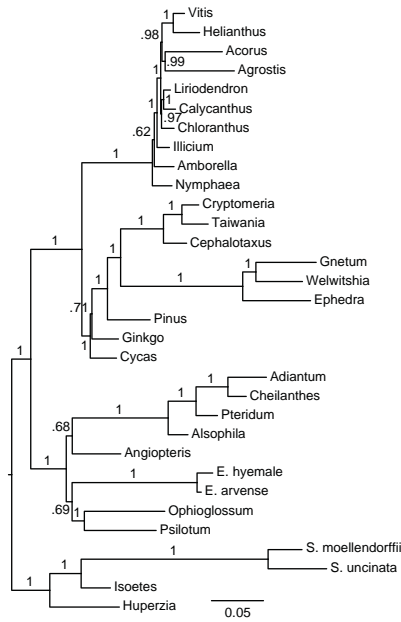 Vitis
1
.98
Helianthus
Acorus
.99
1
Agrostis
Liriodendron
1
1
Calycanthus
.97
Chloranthus
.62
Illicium
1
Amborella
Nymphaea
Cryptomeria
1
1
Taiwania
1
Cephalotaxus
1
Gnetum
1
1
Welwitshia
1
Ephedra
.71
1
Pinus
Ginkgo
1
Cycas
1
Adiantum
1
1
Cheilanthes
1
Pteridum
.68
Alsophila
Angiopteris
1
1
E. hyemale
E. arvense
.69
1
Ophioglossum
Psilotum
1
S. moellendorffii
1
S. uncinata
1
Isoetes
Huperzia
0.05